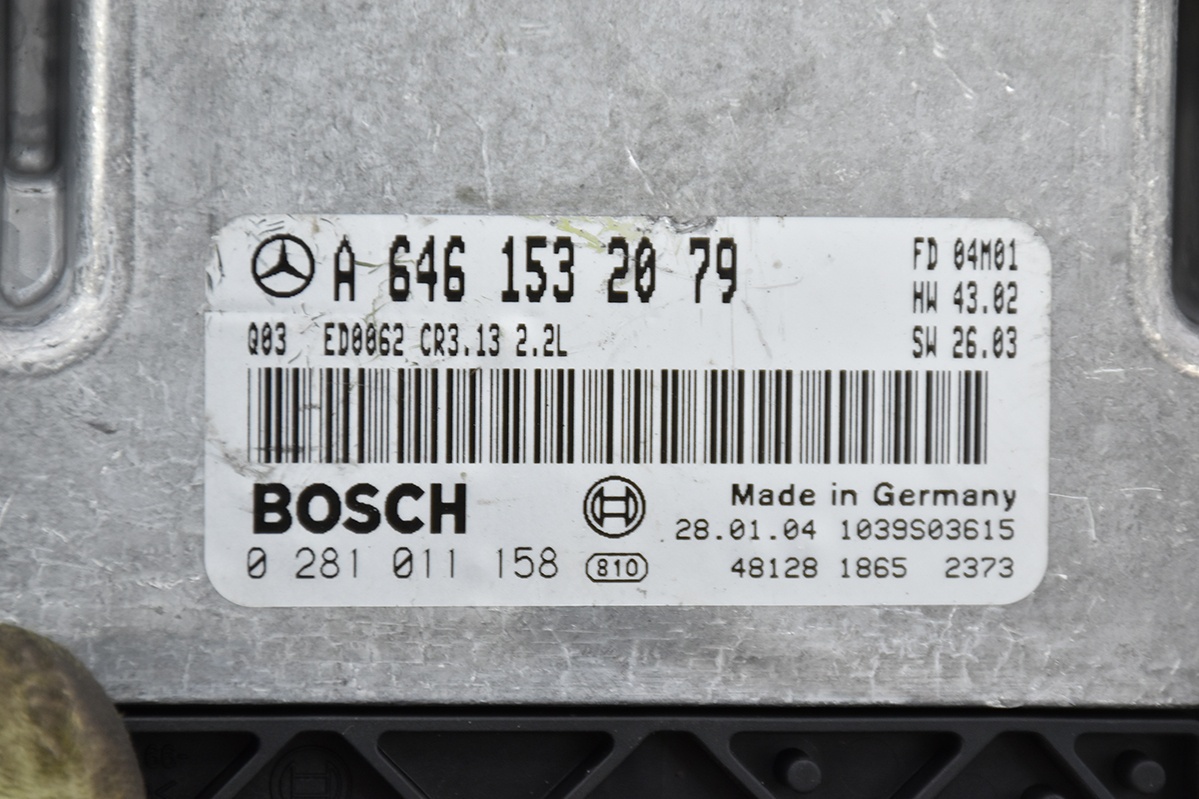 A 646 153 20 79
FD 04M01
HW 43.02
Q03 ED0062 CR3.13 2.2L
SW 26.03
BOSCH
Made in Germany
28.01.04 1039S03615
0 281 011 158
810
48128 1865 2373